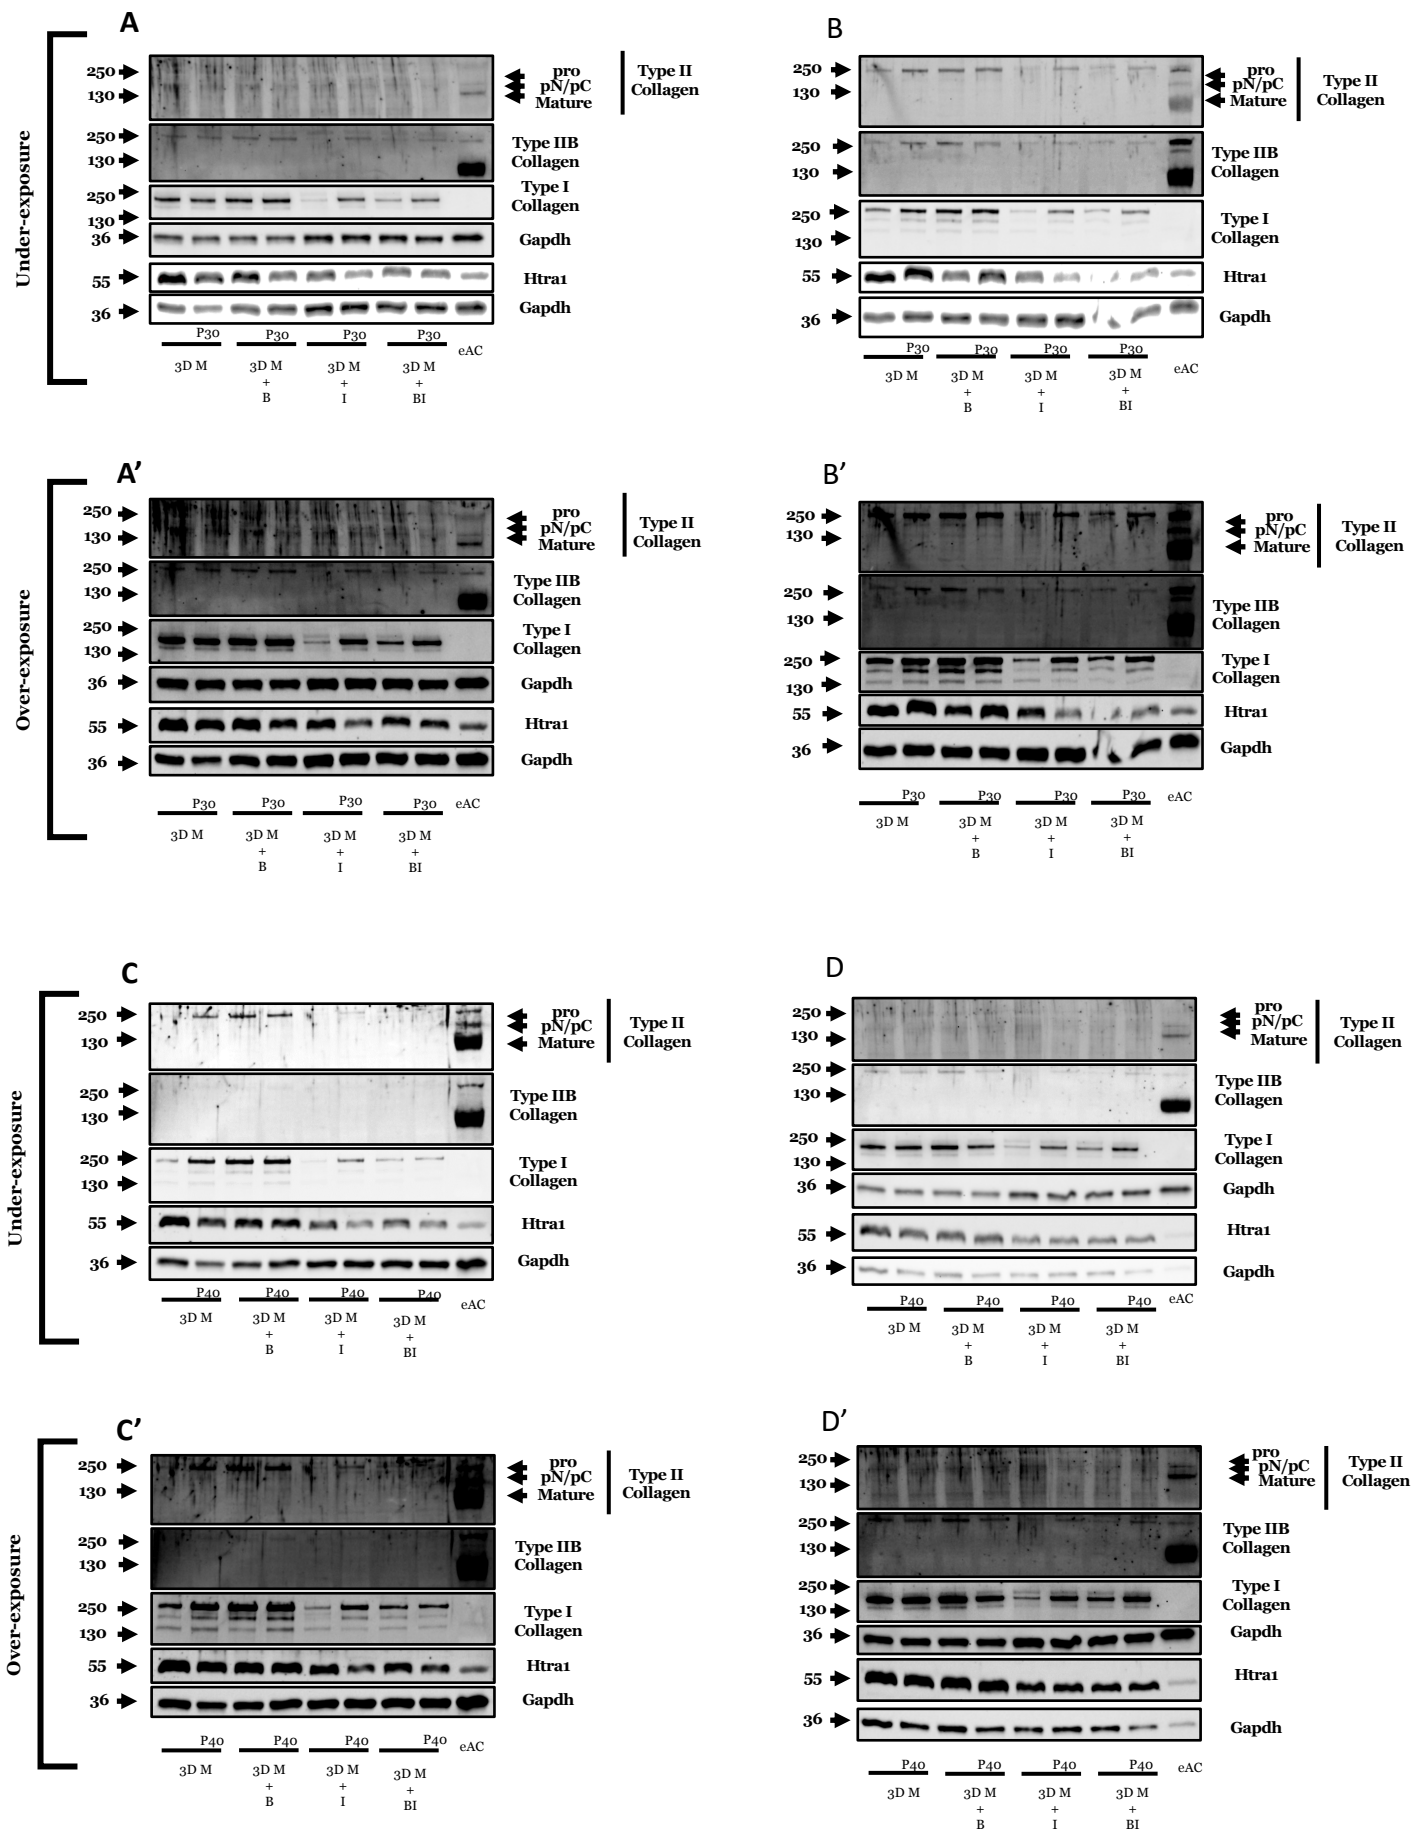 A
Under-exposure
250
130
pro
pN/pC
Mature
Type II
Collagen
250
130
Type IIB
Collagen
250
130
Type I
Collagen
36
Gapdh
55
Htra1
36
Gapdh
P30 P30 P30 P30
3D M
3D M
+
B
3D M
+
I
3D M
+
BI
eAC
B
250
130
pro
pN/pC
Mature
Type II
Collagen
250
130
Type IIB
Collagen
250
130
Type I
Collagen
55
Htra1
36
Gapdh
P30 P30 P30 P30
3D M
3D M
+
B
3D M
+
I
3D M
+
BI
eAC
A'
Over-exposure
250
130
pro
pN/pC
Mature
Type II
Collagen
250
130
Type IIB
Collagen
250
130
Type I
Collagen
36
Gapdh
55
Htra1
36
Gapdh
P30 P30 P30 P30
3D M
3D M
+
B
3D M
+
I
3D M
+
BI
eAC
B'
250
130
pro
pN/pC
Mature
Type II
Collagen
250
130
Type IIB
Collagen
250
130
Type I
Collagen
55
Htra1
36
Gapdh
P30 P30 P30 P30
3D M
3D M
+
B
3D M
+
I
3D M
+
BI
eAC
C
Under-exposure
250
130
pro
pN/pC
Mature
Type II
Collagen
250
130
Type IIB
Collagen
250
130
Type I
Collagen
55
Htra1
36
Gapdh
P40 P40 P40 P40
3D M
3D M
+
B
3D M
+
I
3D M
+
BI
eAC
D
250
130
pro
pN/pC
Mature
Type II
Collagen
250
130
Type IIB
Collagen
250
130
Type I
Collagen
36
Gapdh
55
Htra1
36
Gapdh
P40 P40 P40 P40
3D M
3D M
+
B
3D M
+
I
3D M
+
BI
eAC
C'
Over-exposure
250
130
pro
pN/pC
Mature
Type II
Collagen
250
130
Type IIB
Collagen
250
130
Type I
Collagen
55
Htra1
36
Gapdh
P40 P40 P40 P40
3D M
3D M
+
B
3D M
+
I
3D M
+
BI
eAC
D'
250
130
pro
pN/pC
Mature
Type II
Collagen
250
130
Type IIB
Collagen
250
130
Type I
Collagen
36
Gapdh
55
Htra1
36
Gapdh
P40 P40 P40 P40
3D M
3D M
+
B
3D M
+
I
3D M
+
BI
eAC